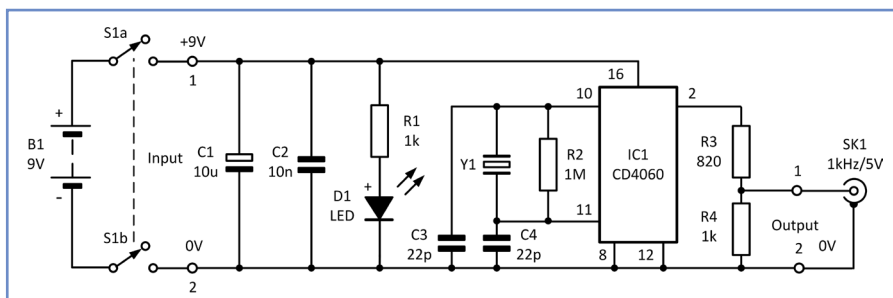 S1a
+9V
1
16
10
2
R1
1k
R3
820
SK1
1kHz/5V
+
B1
9V
-
Input
C1
10u
C2
10n
Y1
R2
1M
IC1
CD4060
1
+
D1
LED
11
R4
1k
Output
S1b
0V
2
C3
22p
C4
22p
8
12
2
0V